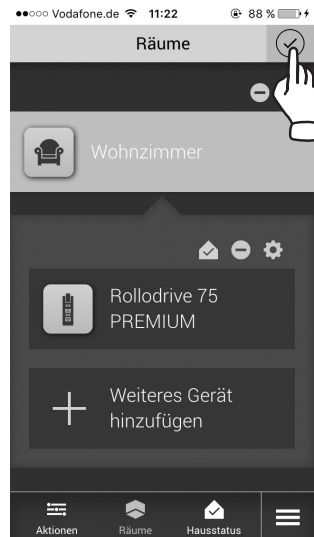 Vodafone.de 11:22 88 %
Räume
Wohnzimmer
Rollodrive 75
PREMIUM
Weiteres Gerät
hinzufügen
Aktionen Räume Hausstatus